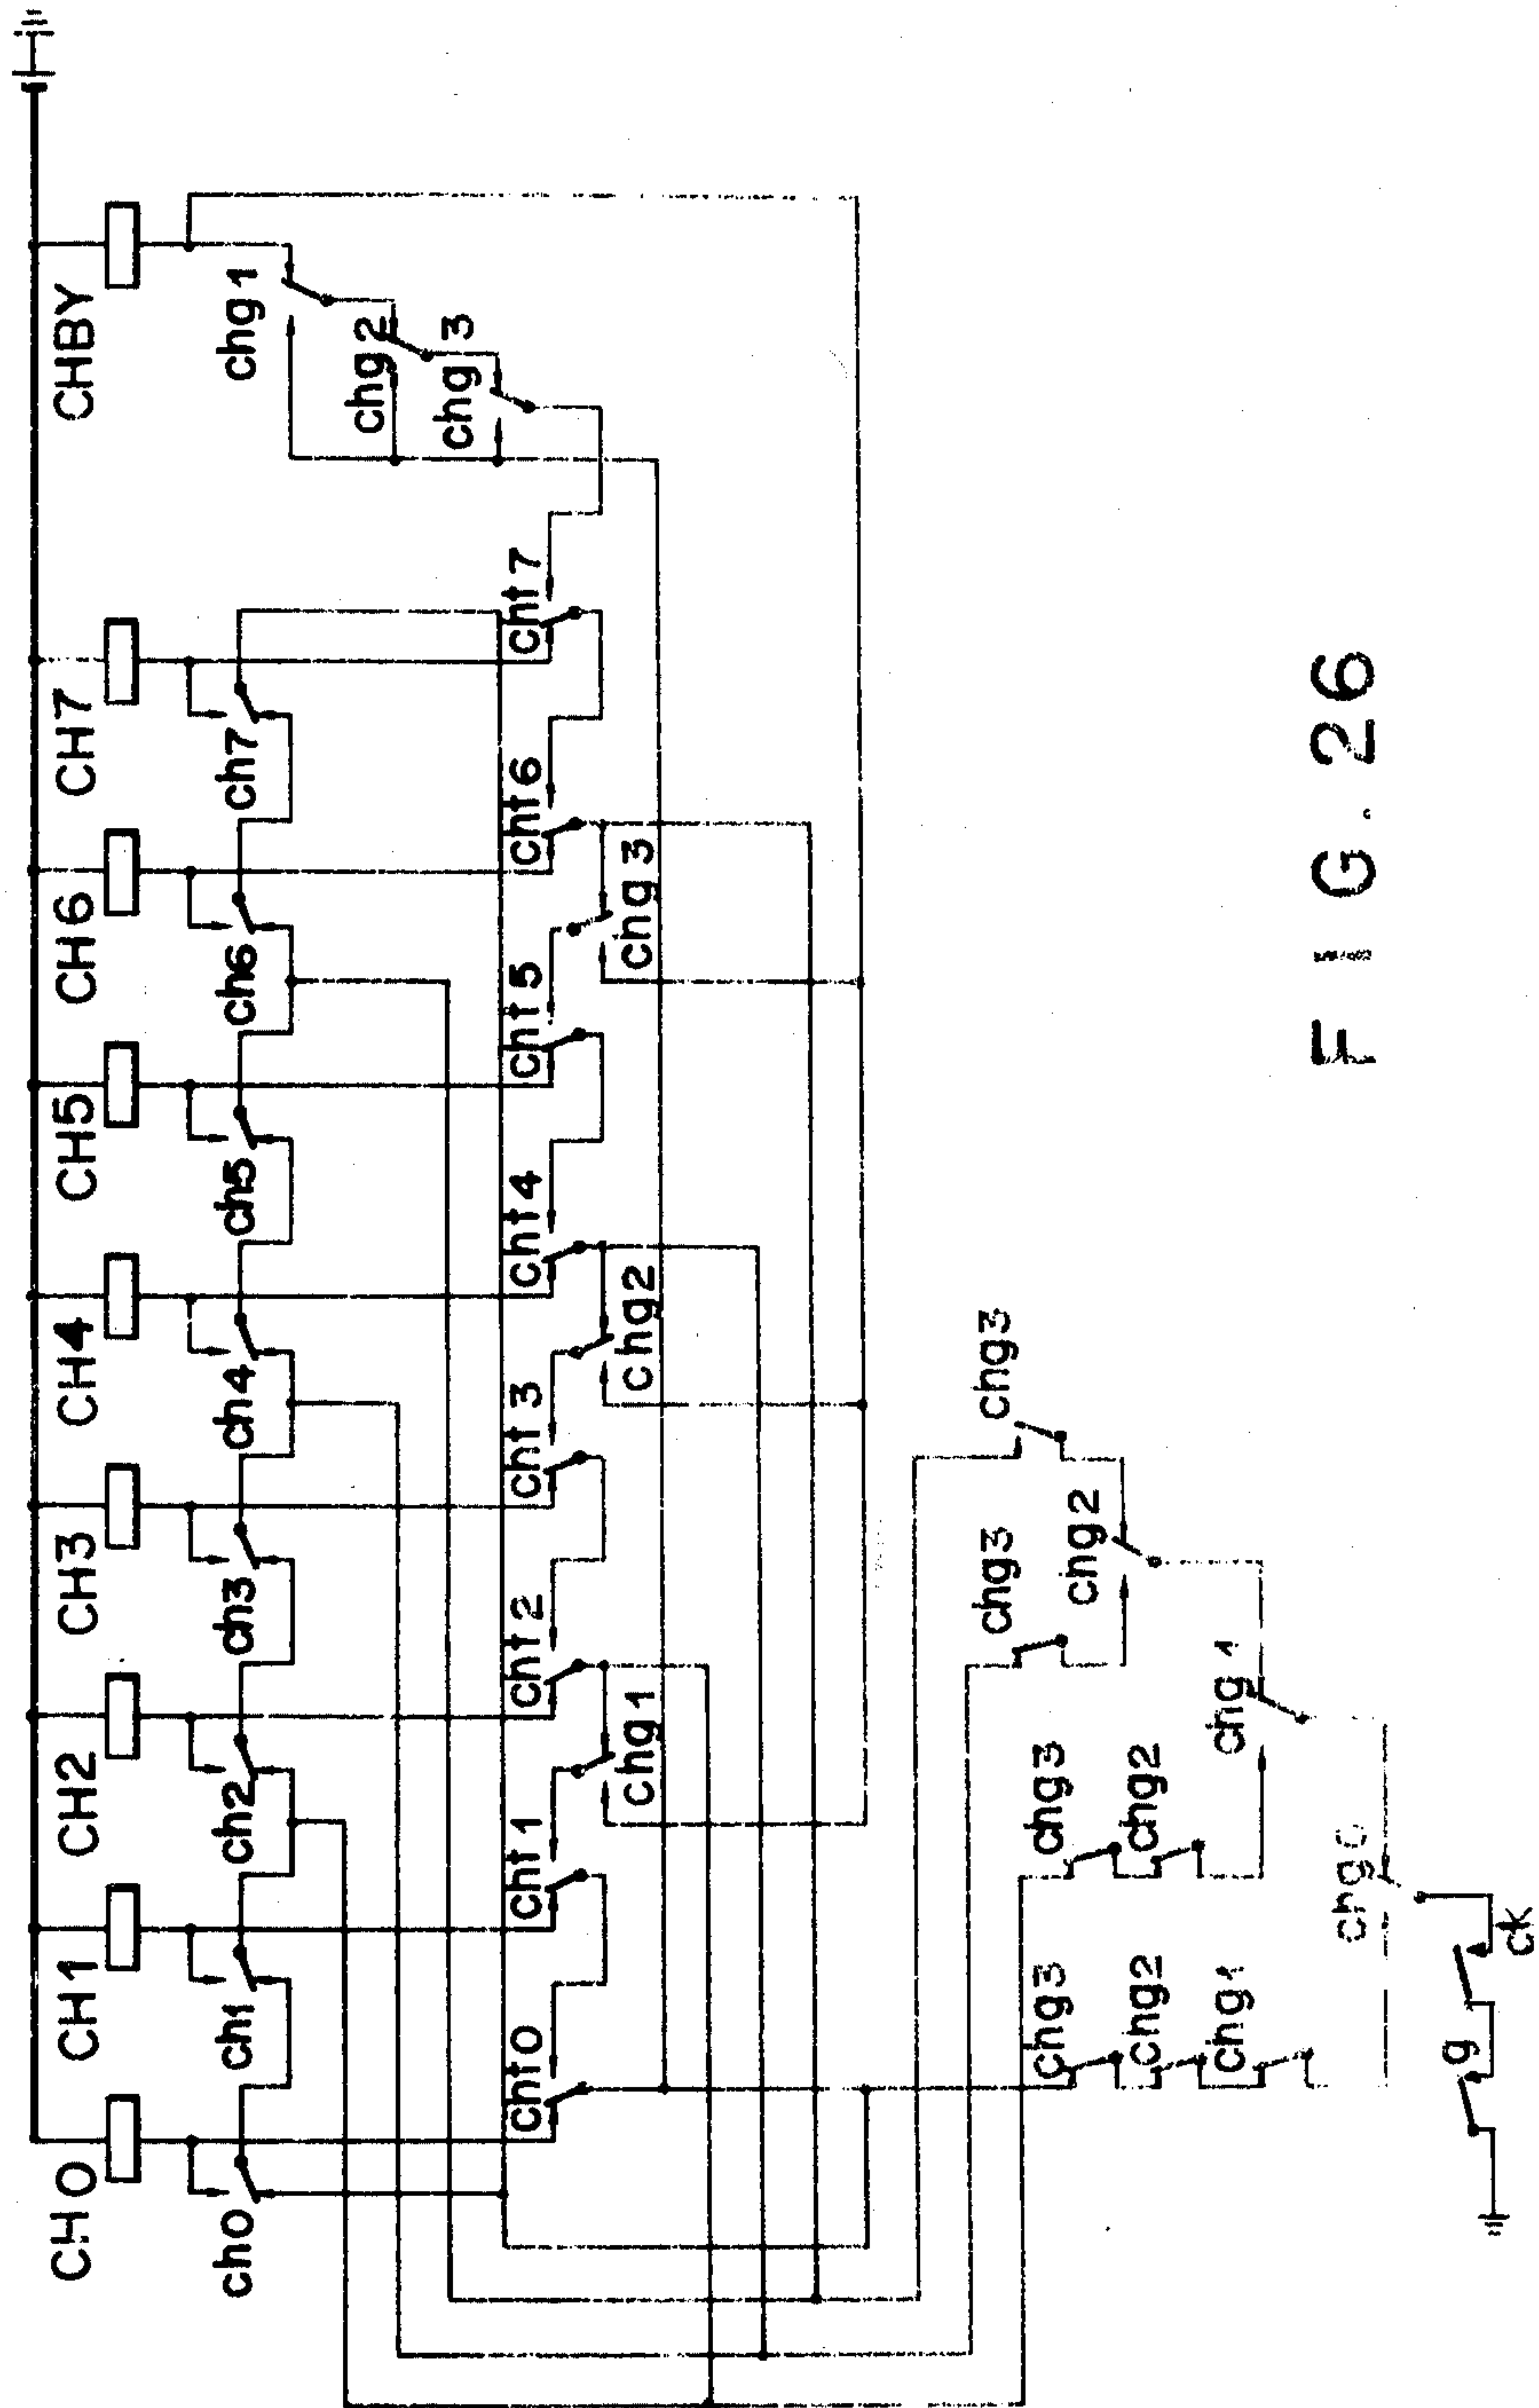 CH0 CH1 CH2 CH3 CH4 CH5 CH6 CH7 CHBY
ch0 ch1 ch2 ch3 ch4 ch5 ch6 ch7 chg1
chg2
chg3
cht0 cht1 cht2 cht3 cht4 cht5 cht6 cht7
chg1 chg2 chg3
chg3 chg3
chg3 chg3 chg2
chg2 chg2
chg1 chg1
chg0
g ck
FIG.26